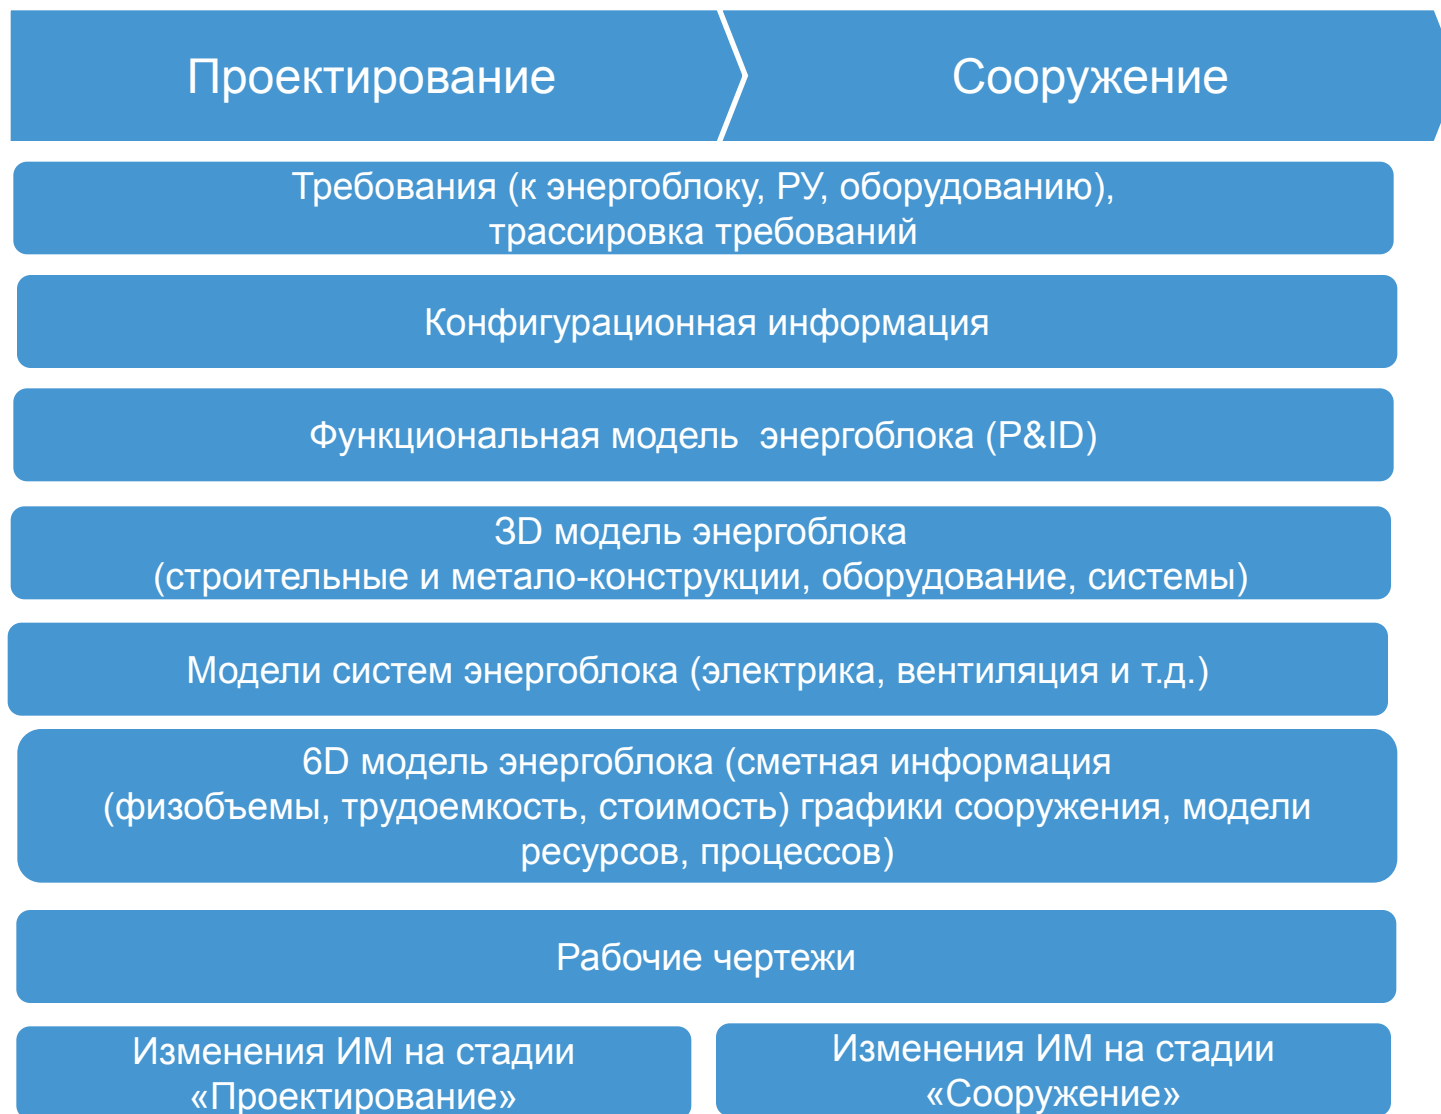 Проектирование
Сооружение
Требования (к энергоблоку, РУ, оборудованию),
трассировка требований
Конфигурационная информация
Функциональная модель  энергоблока (P&ID)
3D модель энергоблока
(строительные и метало-конструкции, оборудование, системы)
Модели систем энергоблока (электрика, вентиляция и т.д.)
6D модель энергоблока (сметная информация
(физобъемы, трудоемкость, стоимость) графики сооружения, модели
ресурсов, процессов)
Рабочие чертежи
Изменения ИМ на стадии
«Проектирование»
Изменения ИМ на стадии
«Сооружение»